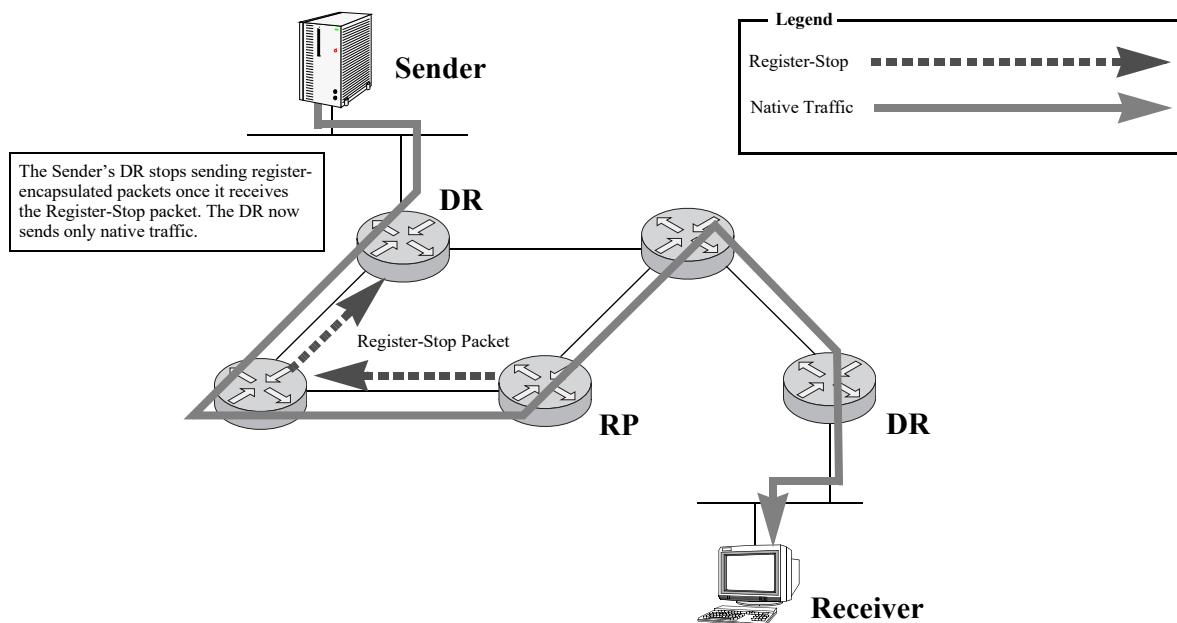 Legend
Register-Stop
Native Traffic
Sender
The Sender’s DR stops sending register-
encapsulated packets once it receives
the Register-Stop packet. The DR now
sends only native traffic.
DR
Register-Stop Packet
RP
DR
Receiver